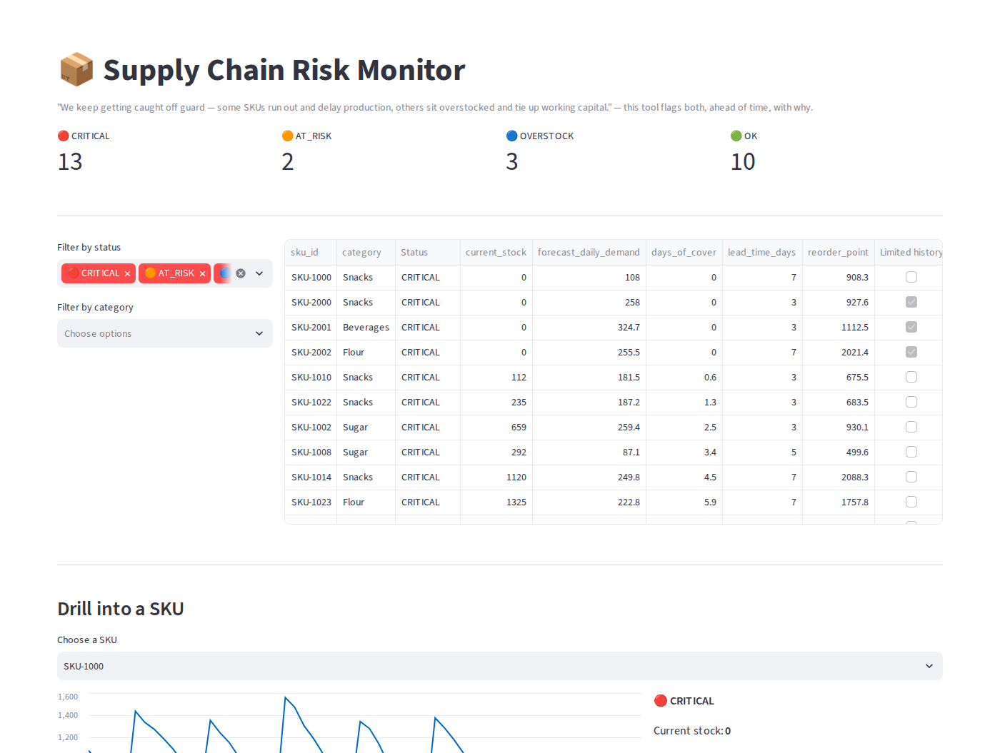 Supply Chain Risk Monitor
"We keep getting caught off guard — some SKUs run out and delay production, others sit overstocked and tie up working capital." — this tool flags both, ahead of time, with why.
CRITICAL AT_RISK OVERSTOCK OK
13 2 3 10
Filter by status
CRITICAL AT_RISK
Filter by category
Choose options
sku_id category Status current_stock forecast_daily_demand days_of_cover lead_time_days reorder_point Limited history
SKU-1000 Snacks CRITICAL 0 108 0 7 908.3
SKU-2000 Snacks CRITICAL 0 258 0 3 927.6
SKU-2001 Beverages CRITICAL 0 324.7 0 3 1112.5
SKU-2002 Flour CRITICAL 0 255.5 0 7 2021.4
SKU-1010 Snacks CRITICAL 112 181.5 0.6 3 675.5
SKU-1022 Snacks CRITICAL 235 187.2 1.3 3 683.5
SKU-1002 Sugar CRITICAL 659 259.4 2.5 3 930.1
SKU-1008 Sugar CRITICAL 292 87.1 3.4 5 499.6
SKU-1014 Snacks CRITICAL 1120 249.8 4.5 7 2088.3
SKU-1023 Flour CRITICAL 1325 222.8 5.9 7 1757.8
Drill into a SKU
Choose a SKU
SKU-1000
1,600
1,400
1,200
CRITICAL
Current stock: 0